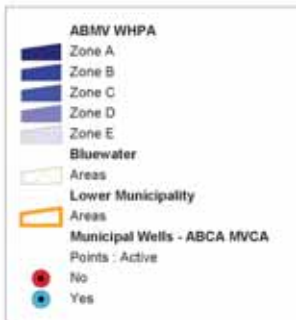 ABMV WHPA
Zone A
Zone B
Zone C
Zone D
Zone E
Bluewater
Areas
Lower Municipality
Areas
Municipal Wells - ABCA MVCA
Points : Active
No
Yes